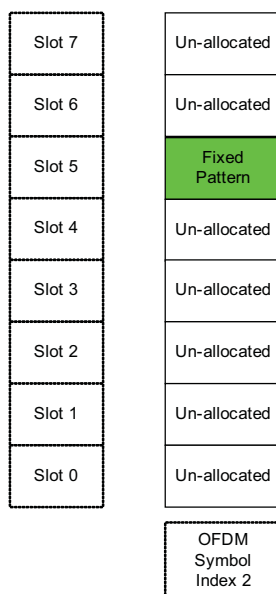 Slot 7 Un-allocated
Slot 6 Un-allocated
Slot 5 Fixed
Pattern
Slot 4 Un-allocated
Slot 3 Un-allocated
Slot 2 Un-allocated
Slot 1 Un-allocated
Slot 0 Un-allocated
OFDM
Symbol
Index 2